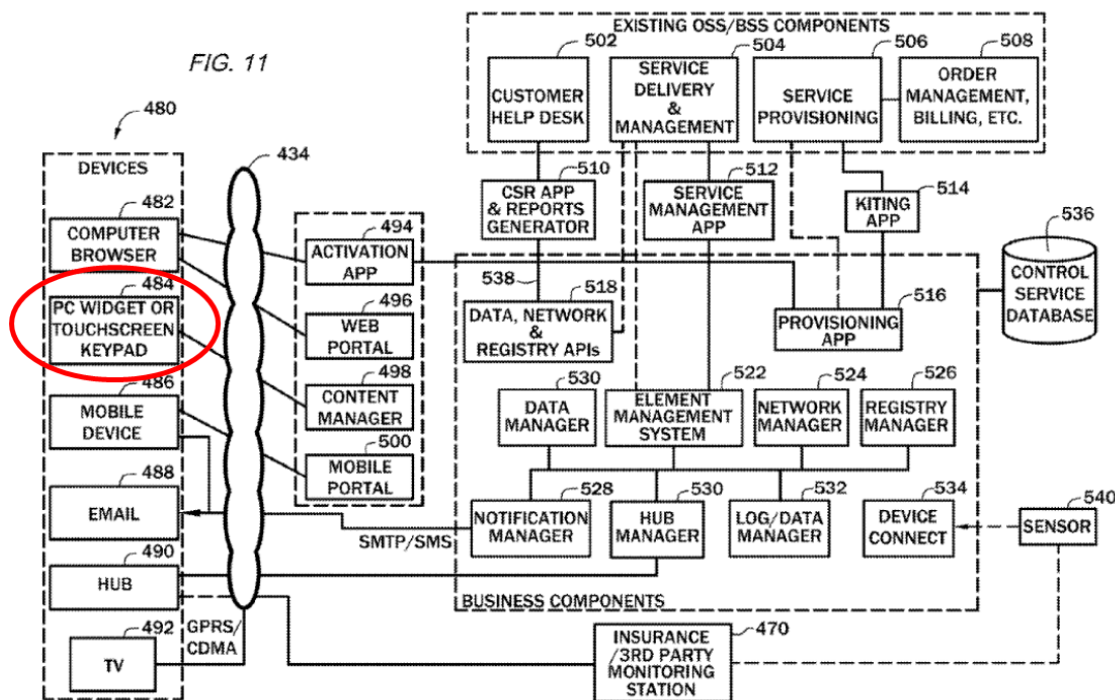 FIG. 11
EXISTING OSS/BSS COMPONENTS
502
504
506
508
CUSTOMER
HELP DESK
SERVICE
DELIVERY
&
MANAGEMENT
SERVICE
PROVISIONING
ORDER
MANAGEMENT,
BILLING, ETC.
480
434
DEVICES
510
CSR APP
& REPORTS
GENERATOR
512
SERVICE
MANAGEMENT
APP
514
KITING
APP
482
COMPUTER
BROWSER
494
ACTIVATION
APP
536
CONTROL
SERVICE
DATABASE
484
PC WIDGET OR
TOUCHSCREEN
KEYPAD
496
WEB
PORTAL
538
518
DATA, NETWORK
&
REGISTRY APIs
516
PROVISIONING
APP
486
MOBILE
DEVICE
498
CONTENT
MANAGER
500
MOBILE
PORTAL
530
DATA
MANAGER
522
ELEMENT
MANAGEMENT
SYSTEM
524
NETWORK
MANAGER
526
REGISTRY
MANAGER
488
EMAIL
SMTP/SMS
528
NOTIFICATION
MANAGER
530
HUB
MANAGER
532
LOG/DATA
MANAGER
534
DEVICE
CONNECT
540
SENSOR
490
HUB
BUSINESS COMPONENTS
492
TV
GPRS/
CDMA
470
INSURANCE
/3RD PARTY
MONITORING
STATION